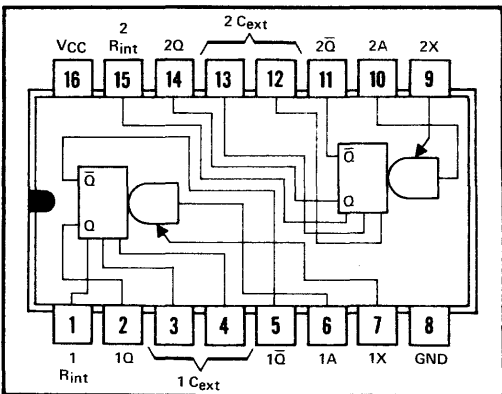 2 2 C̅ext
VCC Rint 2Q 2Q̅ 2A 2X
16 15 14 13 12 11 10 9
Q̅
Q̅
Q
Q
1 2 3 4 5 6 7 8
1 1Q 1Q̅ 1A 1X GND
Rint 1 Cext